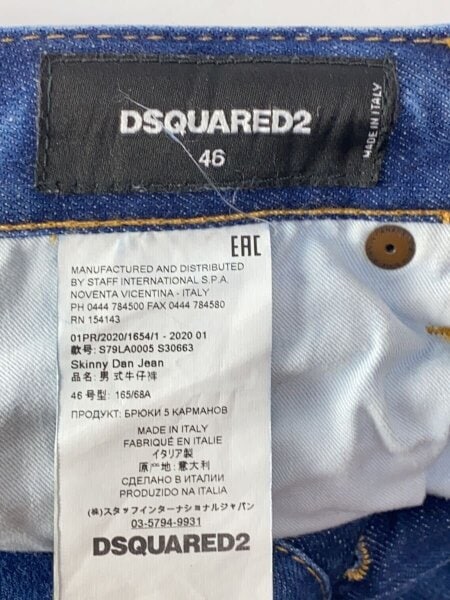 DSQUARED2
46
MADE IN ITALY
EAC
MANUFACTURED AND DISTRIBUTED
BY STAFF INTERNATIONAL S.P.A.
NOVENTA VICENTINA - ITALY
PH 0444 784500 FAX 0444 784580
RN 154143
01PR/2020/1654/1 - 2020 01
款号: S79LA0005 S30663
Skinny Dan Jean
品名: 男式牛仔裤
46 号型: 165/68A
ПРОДУКТ: БРЮКИ 5 КАРМАНОВ
MADE IN ITALY
FABRIQUÉ EN ITALIE
イタリア製
原产地: 意大利
СДЕЛАНО В ИТАЛИИ
PRODUZIDO NA ITALIA
(株)スタッフインターナショナルジャパン
03-5794-9931
DSQUARED2